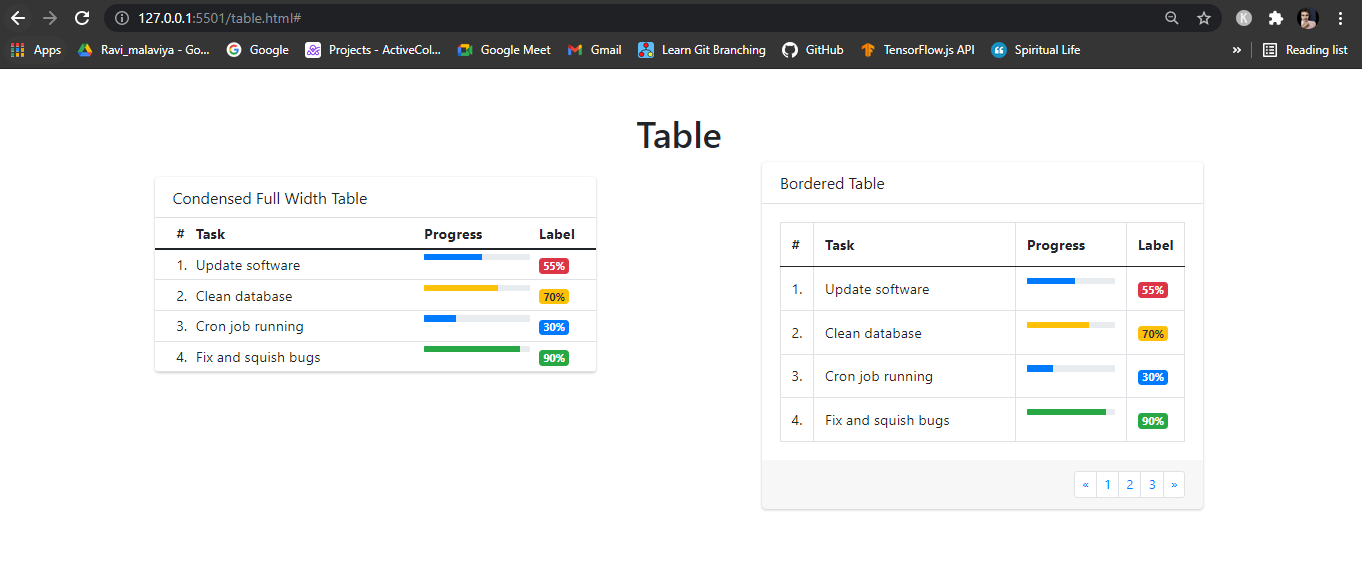 127.0.0.1:5501/table.html#
K
Apps Ravi_malaviya - Go... Google Projects - ActiveCol... Google Meet Gmail Learn Git Branching GitHub TensorFlow.js API Spiritual Life » Reading list
Table
Condensed Full Width Table
# Task Progress Label
1. Update software 55%
2. Clean database 70%
3. Cron job running 30%
4. Fix and squish bugs 90%
Bordered Table
# Task Progress Label
1. Update software 55%
2. Clean database 70%
3. Cron job running 30%
4. Fix and squish bugs 90%
« 1 2 3 »